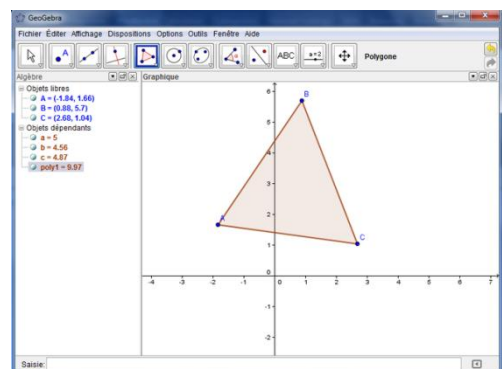 GeoGebra
Fichier Éditer Affichage Dispositions Options Outils Fenêtre Aide
A ABC a=2 Polygone
Algèbre
Graphique
Objets libres
A = (-1.84, 1.66)
B = (0.88, 5.7)
C = (2.68, 1.04)
Objets dépendants
a = 5
b = 4.56
c = 4.87
poly1 = 9.97
6
5
4
3
2
1
0
-1
-2
-4 -3 -2 -1 0 1 2 3 4 5 6 7
A
B
C
Saisie: